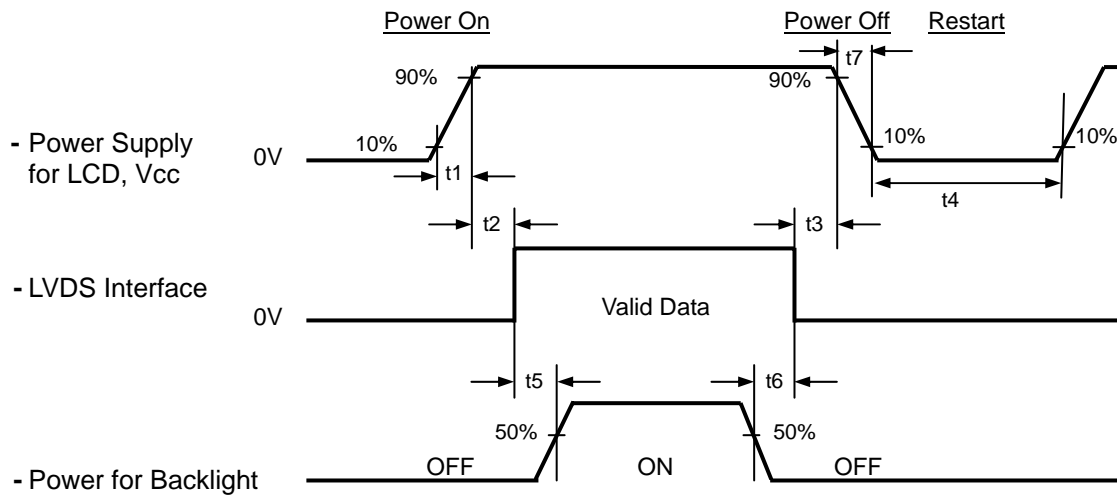 Power On
Power Off
Restart
t7
90%
90%
- Power Supply
for LCD, Vcc
0V
10%
10%
10%
t1
t4
t2
t3
- LVDS Interface
0V
Valid Data
t5
t6
50%
50%
- Power for Backlight
OFF
ON
OFF